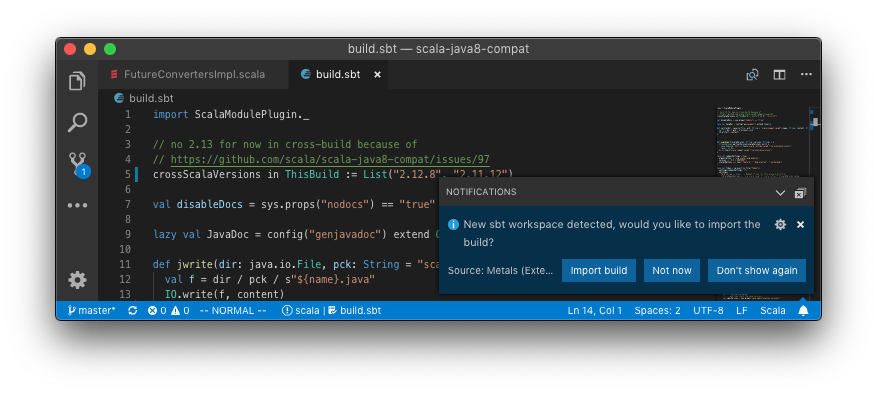 build.sbt — scala-java8-compat
FutureConvertersImpl.scala
build.sbt ×
build.sbt
1 import ScalaModulePlugin._
2
3 // no 2.13 for now in cross-build because of
4 // https://github.com/scala/scala-java8-compat/issues/97
5 crossScalaVersions in ThisBuild := List("2.12.8", "2.11.12")
6
7 val disableDocs = sys.props("nodocs") == "true"
8
9 lazy val JavaDoc = config("genjavadoc") extend
10
11 def jwrite(dir: java.io.File, pck: String = "sca
12 val f = dir / pck / s"${name}.java"
13 IO.write(f, content)
1
NOTIFICATIONS
New sbt workspace detected, would you like to import the
build?
Source: Metals (Exte...
Import build
Not now
Don't show again
master*
0
0
-- NORMAL --
scala | build.sbt
Ln 14, Col 1
Spaces: 2
UTF-8
LF
Scala